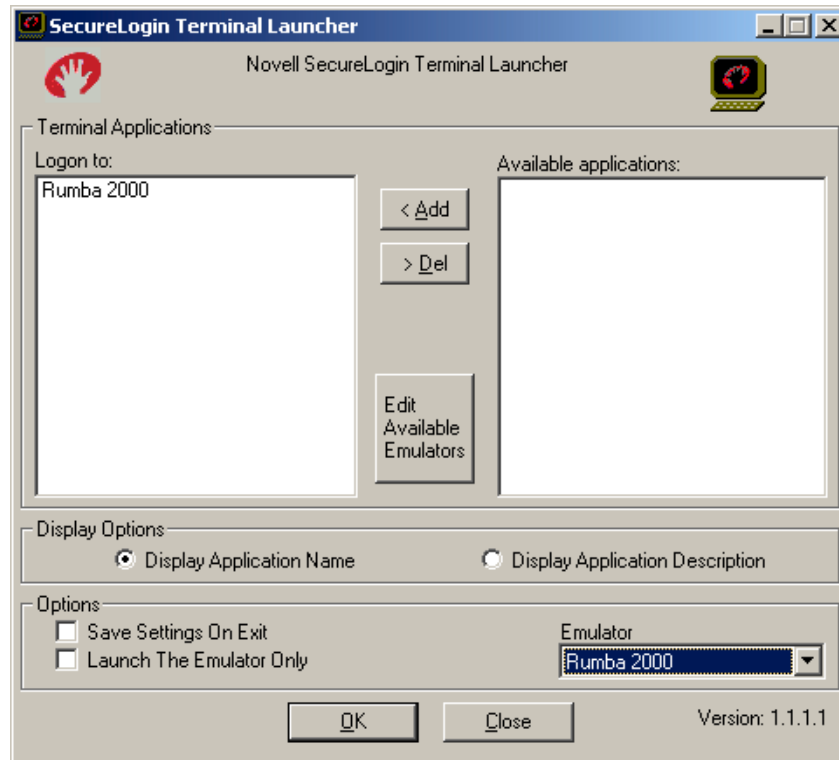 SecureLogin Terminal Launcher
Novell SecureLogin Terminal Launcher
Terminal Applications
Logon to:
Available applications:
Rumba 2000
< Add
> Del
Edit
Available
Emulators
Display Options
Display Application Name
Display Application Description
Options
Save Settings On Exit
Launch The Emulator Only
Emulator
Rumba 2000
OK
Close
Version: 1.1.1.1